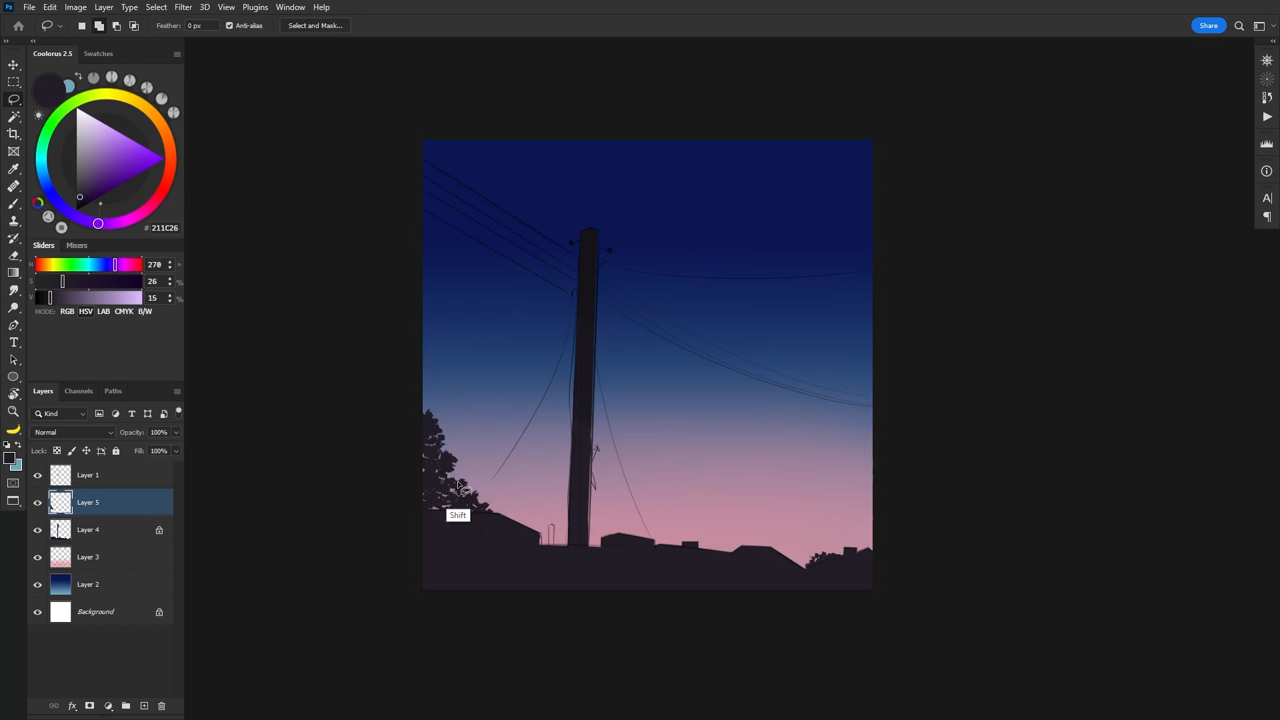 Ps File Edit Image Layer Type Select Filter 3D View Plugins Window Help
Feather: 0 px Anti-alias Select and Mask... Share
Coolorus 2.5 Swatches
# 211C26
Sliders Mixers
H 270 °
S 26 %
V 15 %
MODE: RGB HSV LAB CMYK B/W
Layers Channels Paths
Kind
Normal Opacity: 100%
Lock: Fill: 100%
Layer 1
Layer 5
Layer 4
Layer 3
Layer 2
Background
fx
Shift